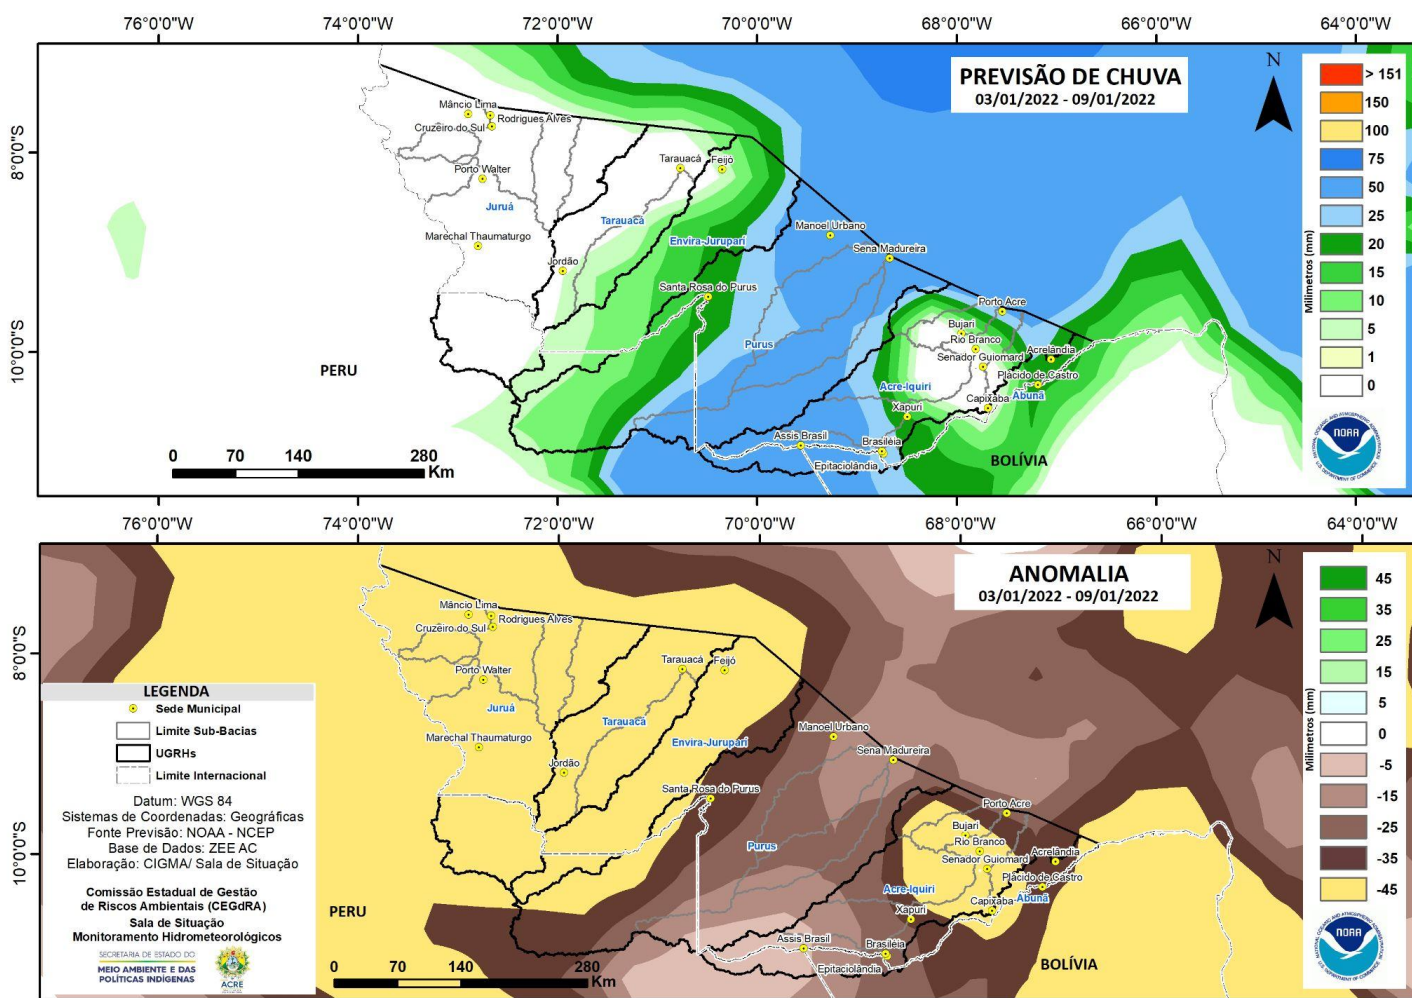 76°0'0"W 74°0'0"W 72°0'0"W 70°0'0"W 68°0'0"W 66°0'0"W 64°0'0"W
8°0'0"S
10°0'0"S
PREVISÃO DE CHUVA
03/01/2022 - 09/01/2022
N
Milimetros (mm)
> 151
150
100
75
50
25
20
15
10
5
1
0
NOAA
Mâncio Lima
Rodrigues Alves
Cruzeiro do Sul
Porto Walter
Juruá
Marechal Thaumaturgo
Jordão
Tarauacá
Feijó
Tarauacá
Envira-Jurupari
Santa Rosa do Purus
Manoel Urbano
Sena Madureira
Purus
Porto Acre
Bujari
Rio Branco
Senador Guiomard
Acrelândia
Plácido de Castro
Abunã
Acre-Iquiri
Capixaba
Xapuri
Assis Brasil
Brasiléia
Epitaciolândia
PERU
BOLÍVIA
0 70 140 280
Km
76°0'0"W 74°0'0"W 72°0'0"W 70°0'0"W 68°0'0"W 66°0'0"W 64°0'0"W
8°0'0"S
10°0'0"S
ANOMALIA
03/01/2022 - 09/01/2022
N
Milimetros (mm)
45
35
25
15
5
0
-5
-15
-25
-35
-45
NOAA
Mâncio Lima
Rodrigues Alves
Cruzeiro do Sul
Porto Walter
Juruá
Marechal Thaumaturgo
Jordão
Tarauacá
Feijó
Tarauacá
Envira-Jurupari
Santa Rosa do Purus
Manoel Urbano
Sena Madureira
Purus
Porto Acre
Bujari
Rio Branco
Senador Guiomard
Acrelândia
Plácido de Castro
Abunã
Acre-Iquiri
Capixaba
Xapuri
Assis Brasil
Brasiléia
Epitaciolândia
PERU
BOLÍVIA
0 70 140 280
Km
LEGENDA
Sede Municipal
Limite Sub-Bacias
UGRHs
Limite Internacional
Datum: WGS 84
Sistemas de Coordenadas: Geográficas
Fonte Previsão: NOAA - NCEP
Base de Dados: ZEE AC
Elaboração: CIGMA/ Sala de Situação
Comissão Estadual de Gestão
de Riscos Ambientais (CEGdRA)
Sala de Situação
Monitoramento Hidrometeorológicos
SECRETARIA DE ESTADO DO
MEIO AMBIENTE E DAS
POLÍTICAS INDÍGENAS
ACRE